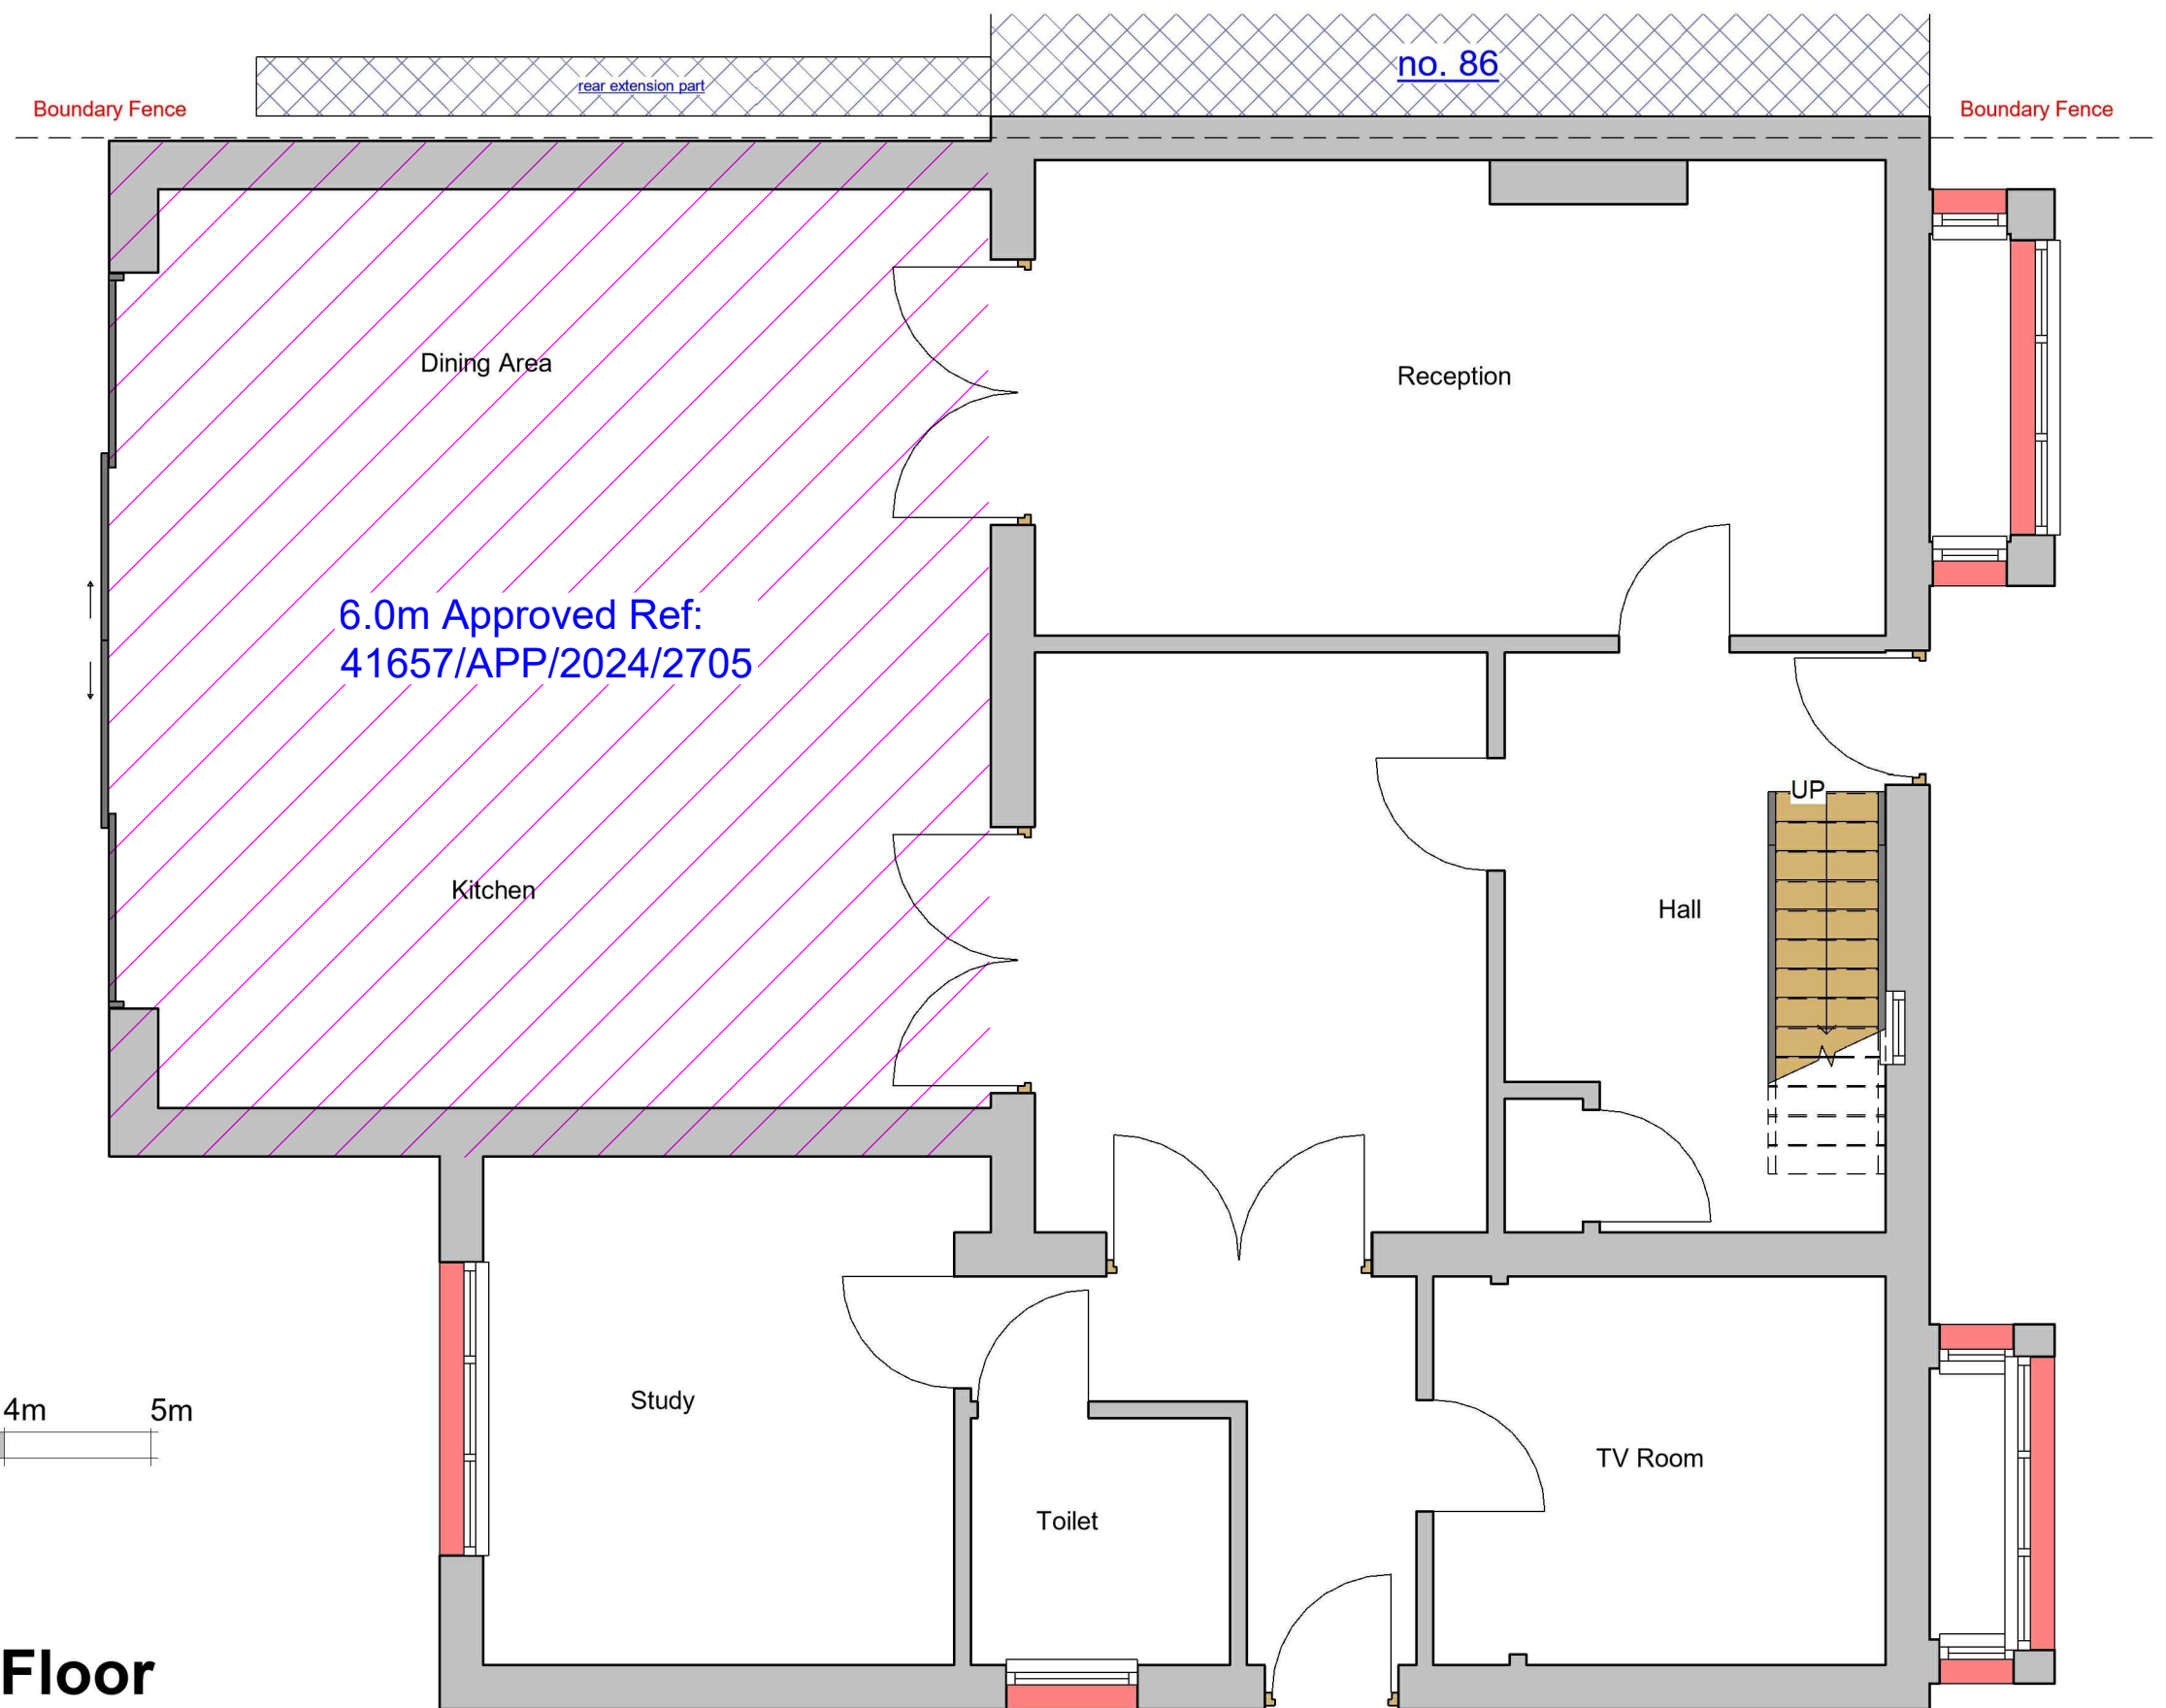 no. 86
rear extension part
Boundary Fence
Boundary Fence
Dining Area
Reception
6.0m Approved Ref:
41657/APP/2024/2705
UP
Kitchen
Hall
4m
5m
Study
TV Room
Toilet
Floor